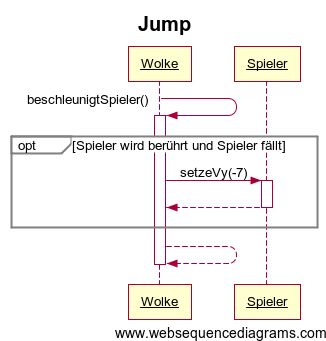 Jump
Wolke
Spieler
beschleunigtSpieler()
opt
[Spieler wird berührt und Spieler fällt]
setzeVy(-7)
Wolke
Spieler
www.websequencediagrams.com